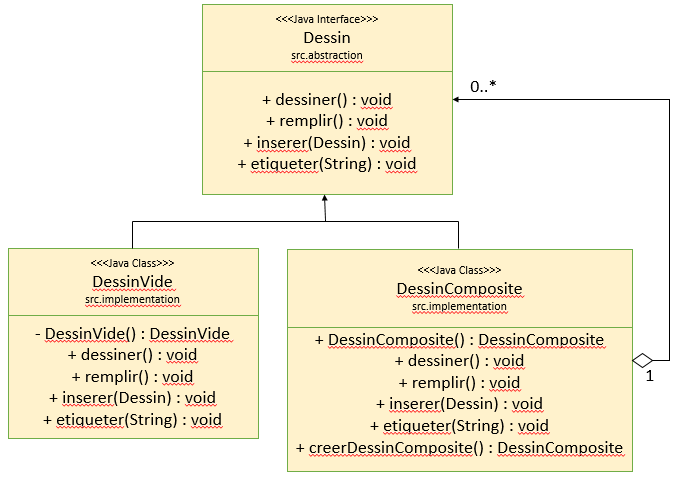 <<<Java Interface>>>
Dessin
src.abstraction
+ dessiner() : void
+ remplir() : void
+ inserer(Dessin) : void
+ etiqueter(String) : void
0..*
<<<Java Class>>>
DessinVide
src.implementation
- DessinVide() : DessinVide
+ dessiner() : void
+ remplir() : void
+ inserer(Dessin) : void
+ etiqueter(String) : void
<<<Java Class>>>
DessinComposite
src.implementation
+ DessinComposite() : DessinComposite
+ dessiner() : void
+ remplir() : void
+ inserer(Dessin) : void
+ etiqueter(String) : void
+ creerDessinComposite() : DessinComposite
1